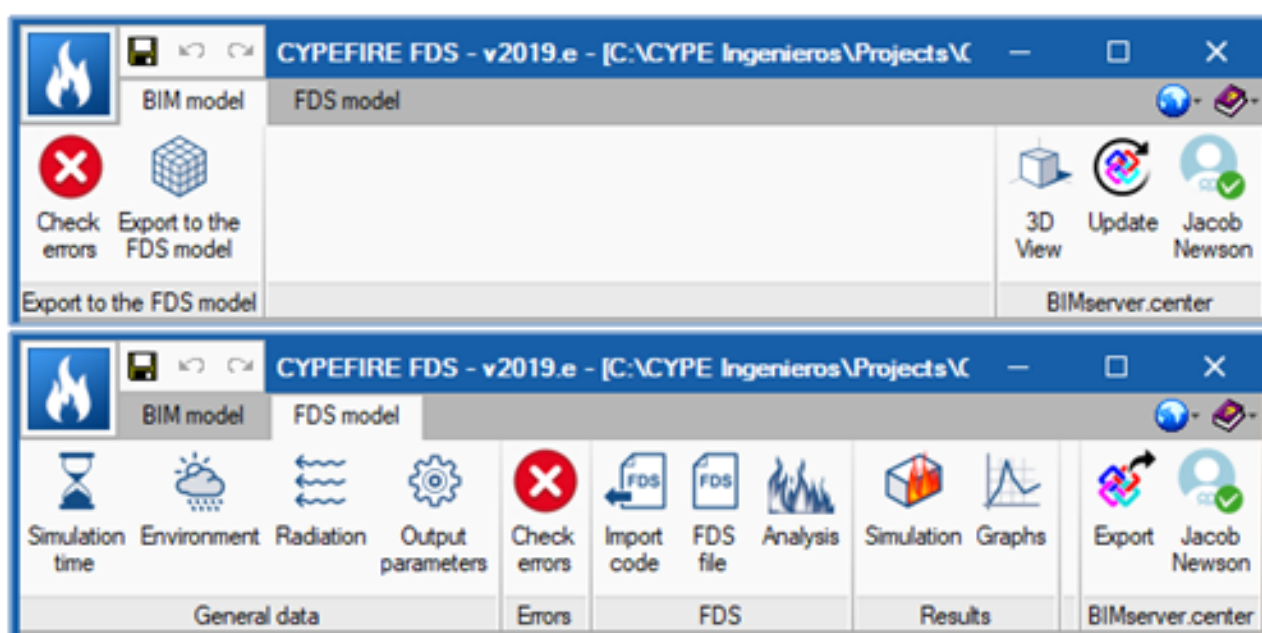 CYPEFIRE FDS - v2019.e - [C:\CYPE Ingenieros\Projects\C
BIM model FDS model
Check errors
Export to the FDS model
3D View
Update
Jacob Newson
Export to the FDS model
BIMserver.center
CYPEFIRE FDS - v2019.e - [C:\CYPE Ingenieros\Projects\C
BIM model FDS model
FDS FDS
Simulation time
Environment
Radiation
Output parameters
Check errors
Import code
FDS file
Analysis
Simulation
Graphs
Export
Jacob Newson
General data
Errors
FDS
Results
BIMserver.center